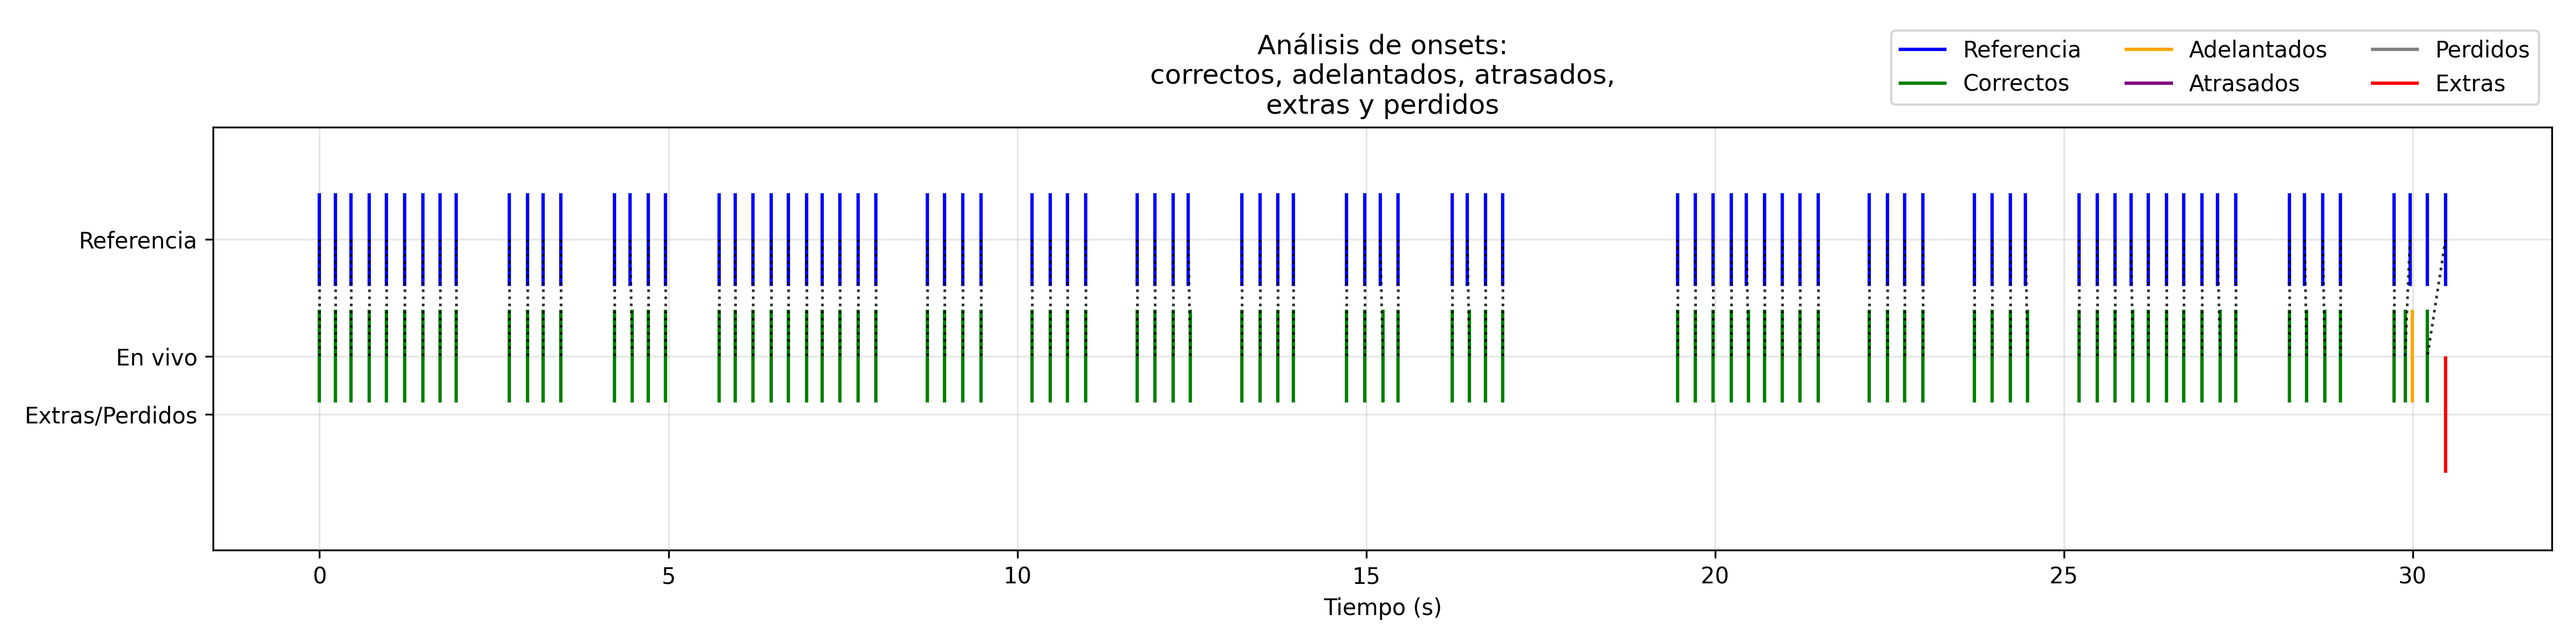 Análisis de onsets:
correctos, adelantados, atrasados,
extras y perdidos
Referencia
Correctos
Adelantados
Atrasados
Perdidos
Extras
Referencia
En vivo
Extras/Perdidos
0 5 10 15 20 25 30
Tiempo (s)